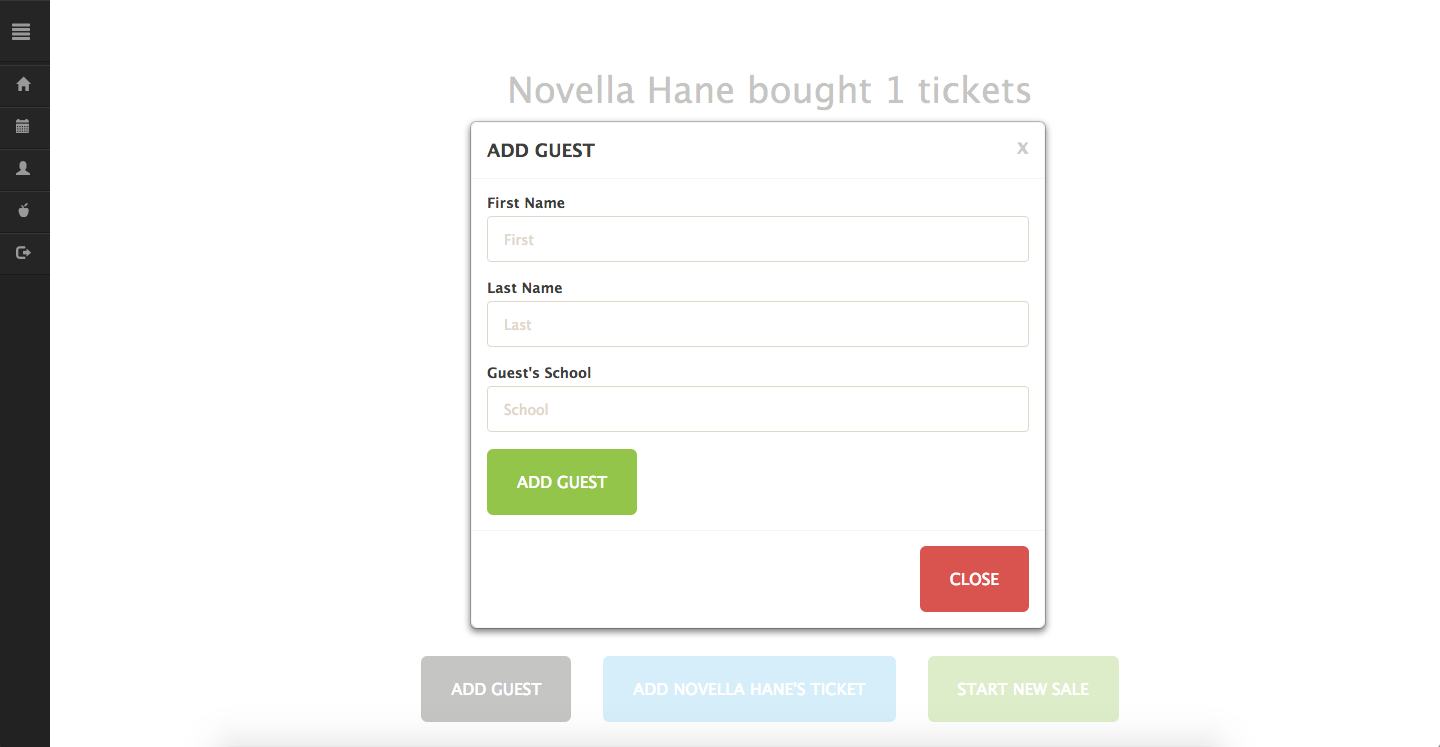 Novella Hane bought 1 tickets
ADD GUEST
x
First Name
First
Last Name
Last
Guest's School
School
ADD GUEST
CLOSE
ADD GUEST
ADD NOVELLA HANE'S TICKET
START NEW SALE